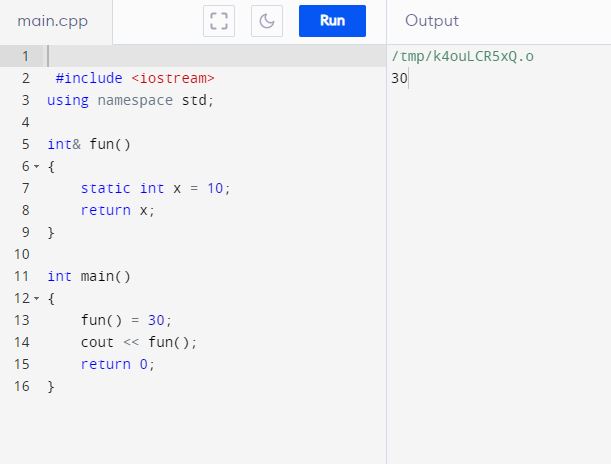 main.cpp
Run
Output
1
2 #include <iostream>
3 using namespace std;
4
5 int& fun()
6 {
7 static int x = 10;
8 return x;
9 }
10
11 int main()
12 {
13 fun() = 30;
14 cout << fun();
15 return 0;
16 }
/tmp/k4ouLCR5xQ.o
30